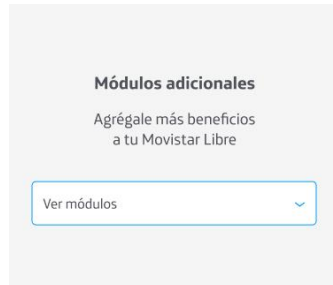 Módulos adicionales
Agrégale más beneficios
a tu Movistar Libre
Ver módulos